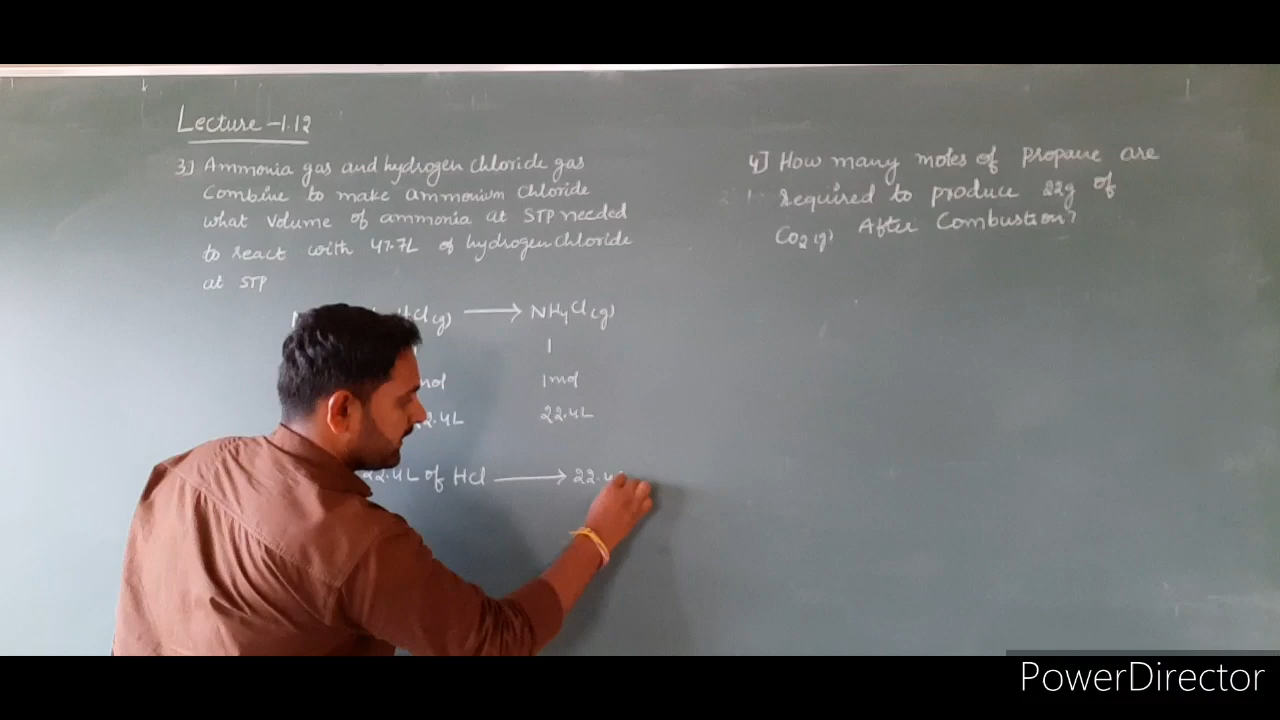 Lecture -1.12
3] Ammonia gas and hydrogen chloride gas
Combine to make ammonium chloride
what volume of ammonia at STP needed
to react with 47.7L of hydrogen chloride
at STP
HCl(g) ⟶ NH4Cl(g)
1
mol 1mol
2.4L 22.4L
22.4L of HCl ⟶ 22.4
4] How many moles of propane are
required to produce 22g of
CO2(g) After Combustion?
PowerDirector